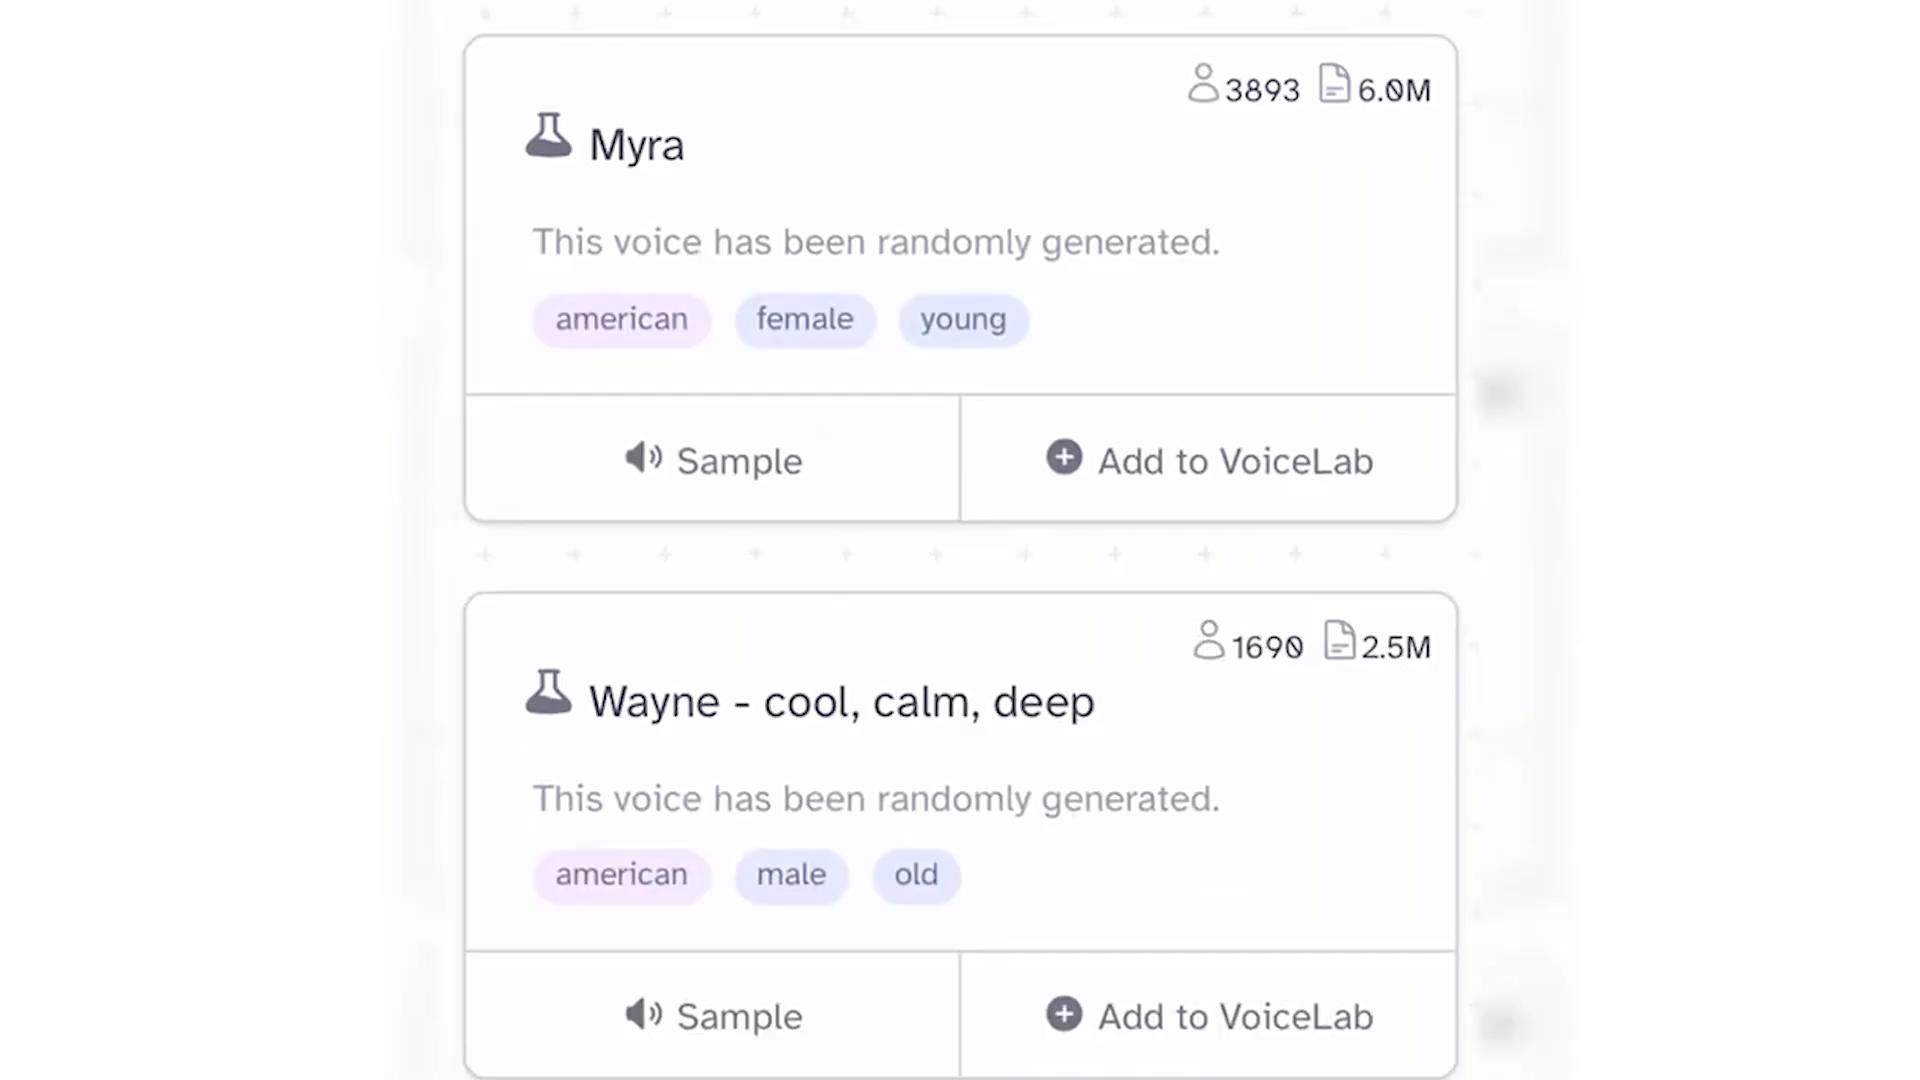 3893 6.0M
Myra
This voice has been randomly generated.
american female young
Sample Add to VoiceLab
1690 2.5M
Wayne - cool, calm, deep
This voice has been randomly generated.
american male old
Sample Add to VoiceLab